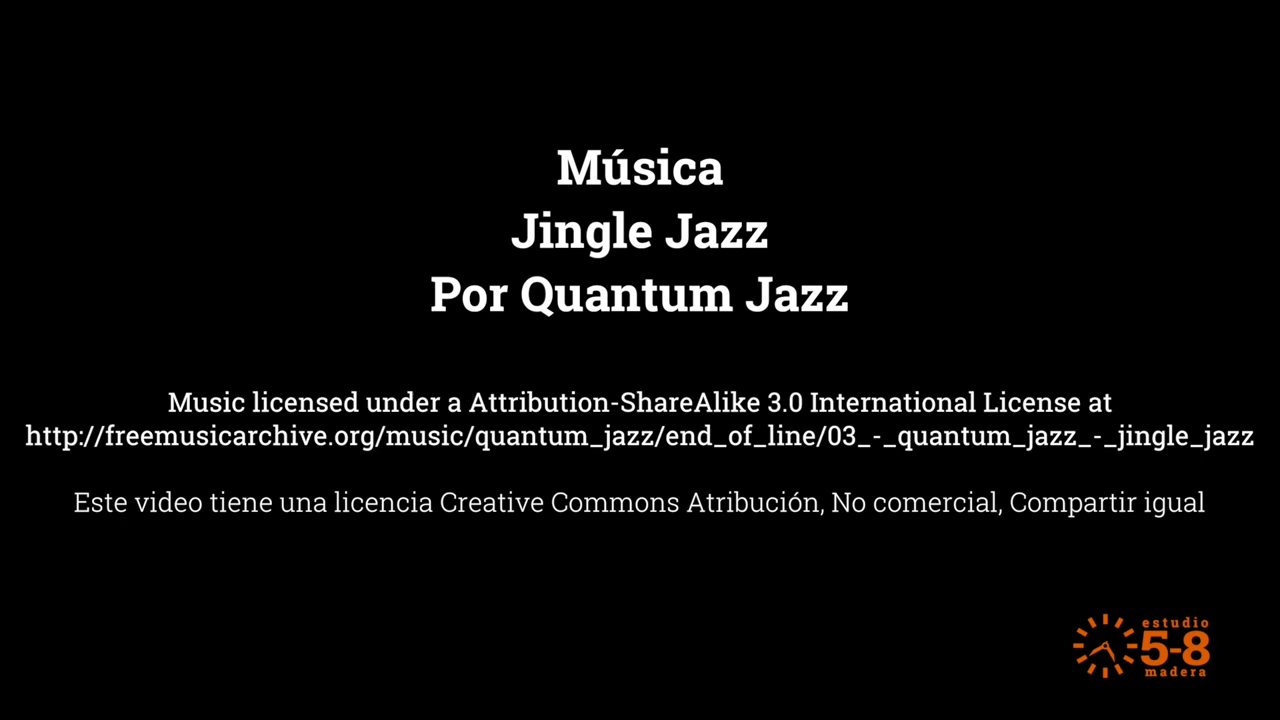 Música
Jingle Jazz
Por Quantum Jazz
Music licensed under a Attribution-ShareAlike 3.0 International License at
http://freemusicarchive.org/music/quantum_jazz/end_of_line/03_-_quantum_jazz_-_jingle_jazz
Este video tiene una licencia Creative Commons Atribución, No comercial, Compartir igual
estudio
5-8
madera